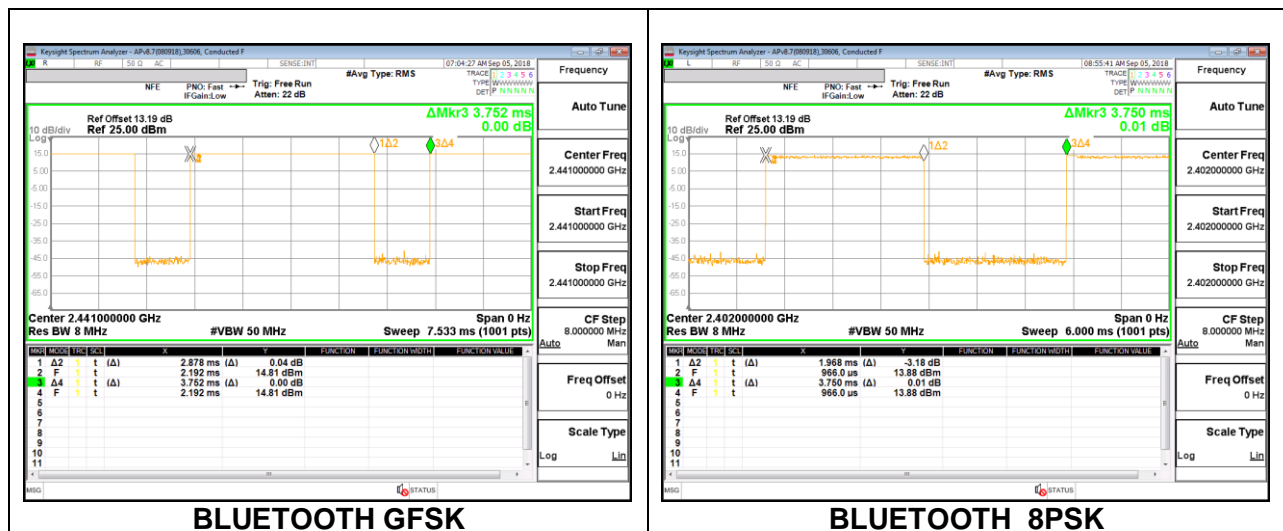 Keysight Spectrum Analyzer - APv8.7(080918),30606, Conducted F
R RF 50 Ω AC SENSE:INT 07:04:27 AM Sep 05, 2018
#Avg Type: RMS
TRACE 1 2 3 4 5 6
TYPE WWWWWW
DET P N N N N N
NFE PNO: Fast Trig: Free Run
IFGain:Low Atten: 22 dB
Frequency
Auto Tune
Center Freq
2.441000000 GHz
Start Freq
2.441000000 GHz
Stop Freq
2.441000000 GHz
CF Step
8.000000 MHz
Auto Man
Freq Offset
0 Hz
Scale Type
Log Lin
ΔMkr3 3.752 ms
0.00 dB
Ref Offset 13.19 dB
10 dB/div Ref 25.00 dBm
Log
15.0
5.00
-5.00
-15.0
-25.0
-35.0
-45.0
-55.0
-65.0
1Δ2
3Δ4
Center 2.441000000 GHz Span 0 Hz
Res BW 8 MHz #VBW 50 MHz Sweep 7.533 ms (1001 pts)
MKR MODE TRC SCL X Y FUNCTION FUNCTION WIDTH FUNCTION VALUE
1 Δ2 1 t (Δ) 2.878 ms (Δ) 0.04 dB
2 F 1 t 2.192 ms 14.81 dBm
3 Δ4 1 t (Δ) 3.752 ms (Δ) 0.00 dB
4 F 1 t 2.192 ms 14.81 dBm
5
6
7
8
9
10
11
MSG STATUS
BLUETOOTH GFSK
Keysight Spectrum Analyzer - APv8.7(080918),30606, Conducted F
L RF 50 Ω AC SENSE:INT 08:55:41 AM Sep 05, 2018
#Avg Type: RMS
TRACE 1 2 3 4 5 6
TYPE WWWWWW
DET P N N N N N
NFE PNO: Fast Trig: Free Run
IFGain:Low Atten: 22 dB
Frequency
Auto Tune
Center Freq
2.402000000 GHz
Start Freq
2.402000000 GHz
Stop Freq
2.402000000 GHz
CF Step
8.000000 MHz
Auto Man
Freq Offset
0 Hz
Scale Type
Log Lin
ΔMkr3 3.750 ms
0.01 dB
Ref Offset 13.19 dB
10 dB/div Ref 25.00 dBm
Log
15.0
5.00
-5.00
-15.0
-25.0
-35.0
-45.0
-55.0
-65.0
1Δ2
3Δ4
Center 2.402000000 GHz Span 0 Hz
Res BW 8 MHz #VBW 50 MHz Sweep 6.000 ms (1001 pts)
MKR MODE TRC SCL X Y FUNCTION FUNCTION WIDTH FUNCTION VALUE
1 Δ2 1 t (Δ) 1.968 ms (Δ) -3.18 dB
2 F 1 t 966.0 µs 13.88 dBm
3 Δ4 1 t (Δ) 3.750 ms (Δ) 0.01 dB
4 F 1 t 966.0 µs 13.88 dBm
5
6
7
8
9
10
11
MSG STATUS
BLUETOOTH 8PSK